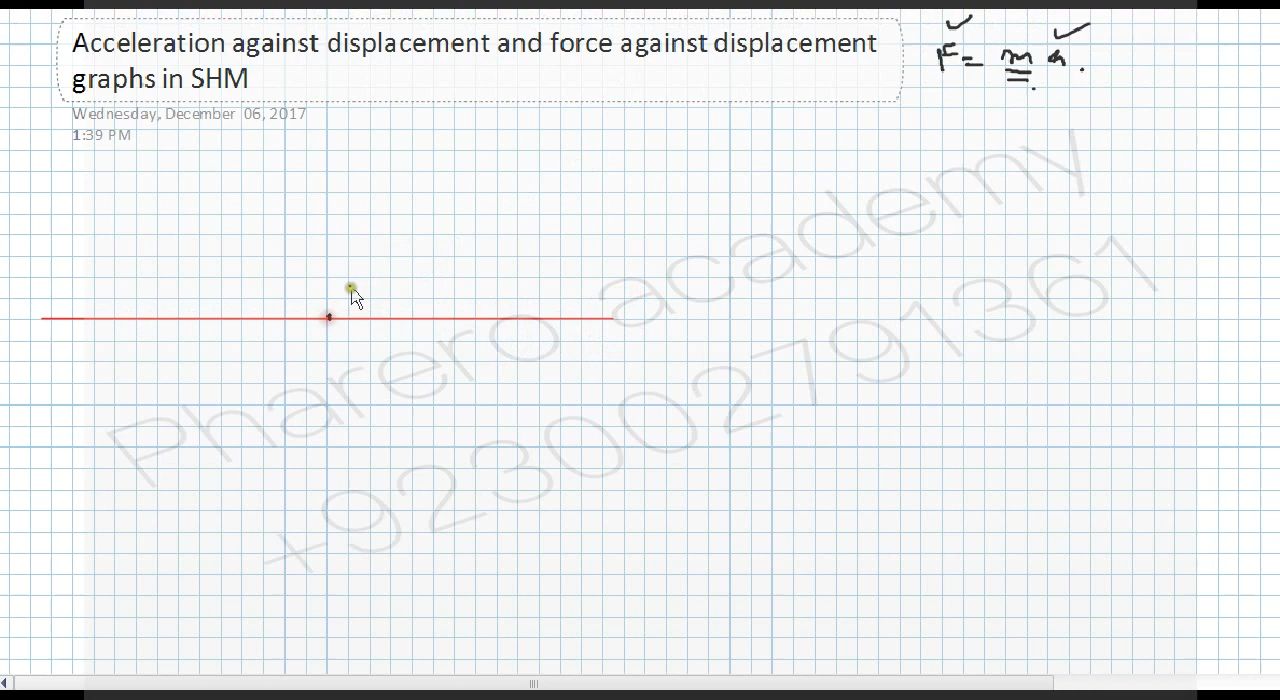 Acceleration against displacement and force against displacement
graphs in SHM
F = m a.
Wednesday, December 06, 2017
1:39 PM
Pharero academy
+923002791361